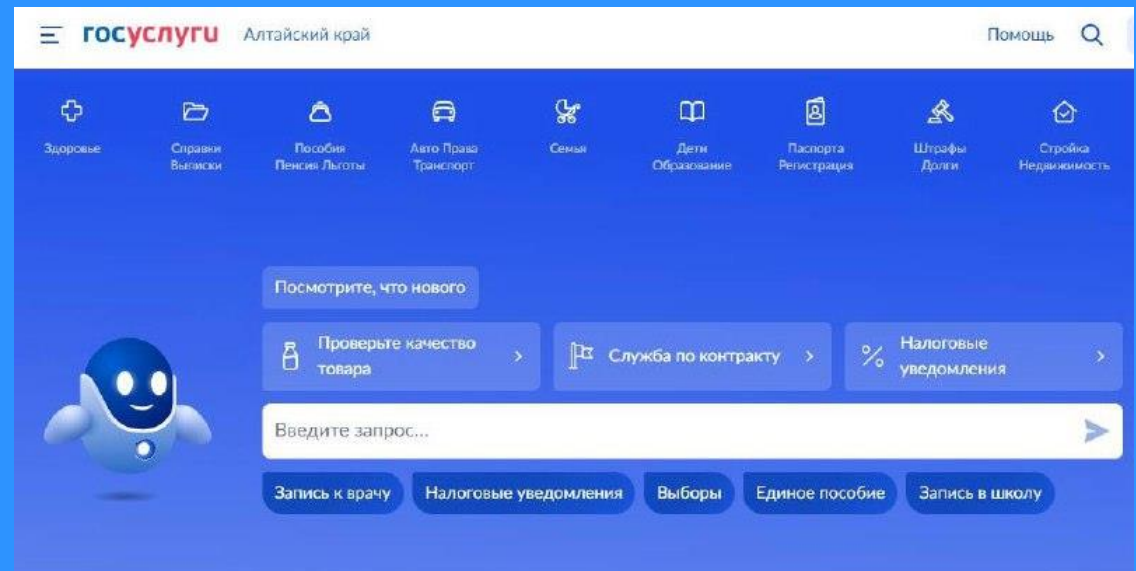 госуслуги Алтайский край Помощь
Здоровье
Справки
Выписки
Пособия
Пенсия Льготы
Авто Права
Транспорт
Семья
Дети
Образование
Паспорта
Регистрация
Штрафы
Долги
Стройка
Недвижимость
Посмотрите, что нового
Проверьте качество
товара
Служба по контракту
Налоговые
уведомления
Введите запрос...
Запись к врачу Налоговые уведомления Выборы Единое пособие Запись в школу